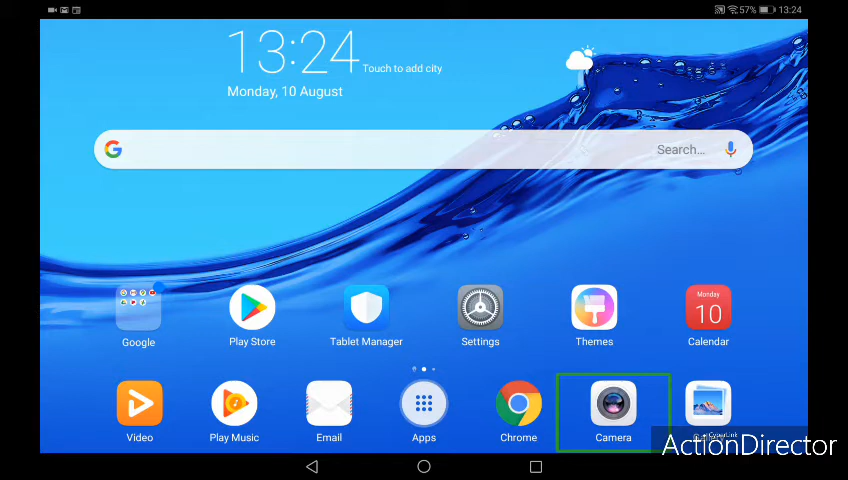 57% 13:24
13:24
Touch to add city
Monday, 10 August
Search...
Google
Play Store
Tablet Manager
Settings
Themes
Monday
10
Calendar
Video
Play Music
Email
Apps
Chrome
Camera
CyberLink
ActionDirector